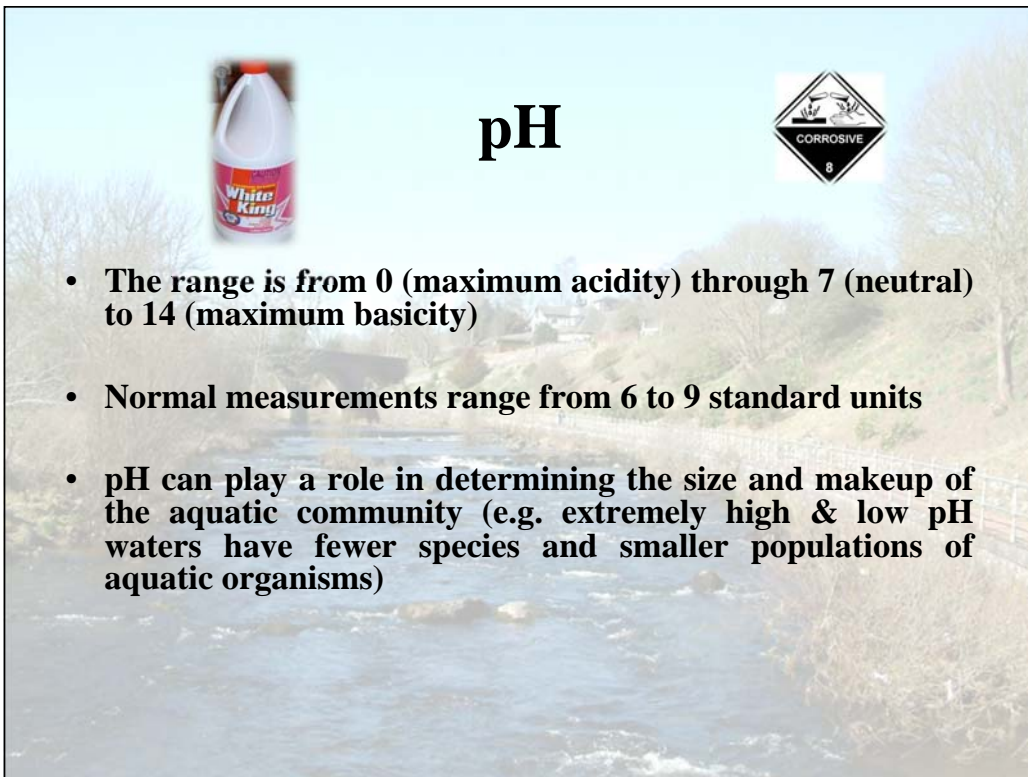 pH
CAUTION
White
King
CORROSIVE
8
• The range is from 0 (maximum acidity) through 7 (neutral)
to 14 (maximum basicity)
• Normal measurements range from 6 to 9 standard units
• pH can play a role in determining the size and makeup of
the aquatic community (e.g. extremely high & low pH
waters have fewer species and smaller populations of
aquatic organisms)